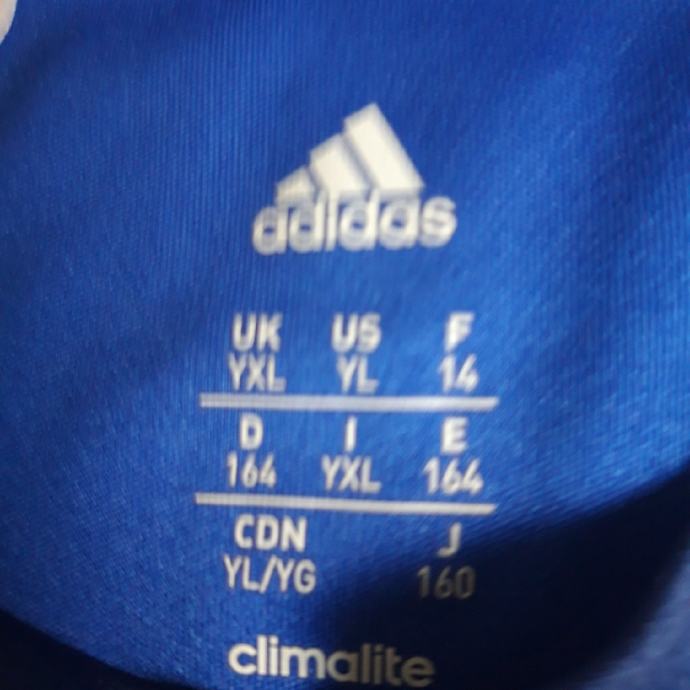 adidas
UK US F
YXL YL 14
D I E
164 YXL 164
CDN J
YL/YG 160
climalite